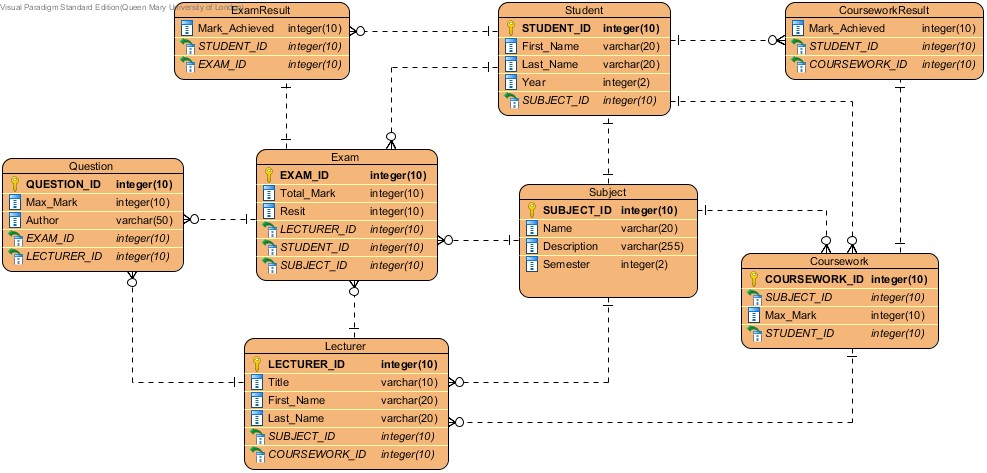 Visual Paradigm Standard Edition(Queen Mary University of London)
ExamResult
Mark_Achieved integer(10)
STUDENT_ID integer(10)
EXAM_ID integer(10)
Student
STUDENT_ID integer(10)
First_Name varchar(20)
Last_Name varchar(20)
Year integer(2)
SUBJECT_ID integer(10)
CourseworkResult
Mark_Achieved integer(10)
STUDENT_ID integer(10)
COURSEWORK_ID integer(10)
Question
QUESTION_ID integer(10)
Max_Mark integer(10)
Author varchar(50)
EXAM_ID integer(10)
LECTURER_ID integer(10)
Exam
EXAM_ID integer(10)
Total_Mark integer(10)
Resit integer(10)
LECTURER_ID integer(10)
STUDENT_ID integer(10)
SUBJECT_ID integer(10)
Subject
SUBJECT_ID integer(10)
Name varchar(20)
Description varchar(255)
Semester integer(2)
Coursework
COURSEWORK_ID integer(10)
SUBJECT_ID integer(10)
Max_Mark integer(10)
STUDENT_ID integer(10)
Lecturer
LECTURER_ID integer(10)
Title varchar(10)
First_Name varchar(20)
Last_Name varchar(20)
SUBJECT_ID integer(10)
COURSEWORK_ID integer(10)